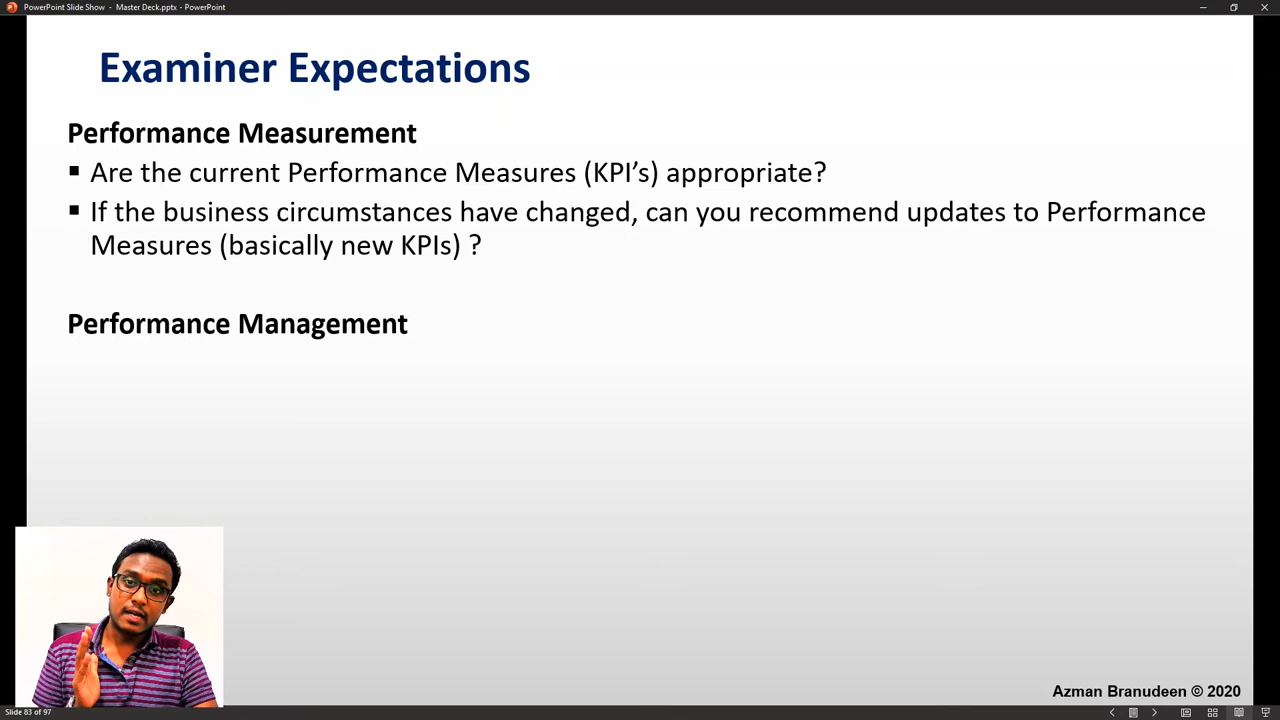 PowerPoint Slide Show - Master Deck.pptx - PowerPoint
Examiner Expectations
Performance Measurement
▪ Are the current Performance Measures (KPI’s) appropriate?
▪ If the business circumstances have changed, can you recommend updates to Performance
Measures (basically new KPIs) ?
Performance Management
Azman Branudeen © 2020
Slide 83 of 97